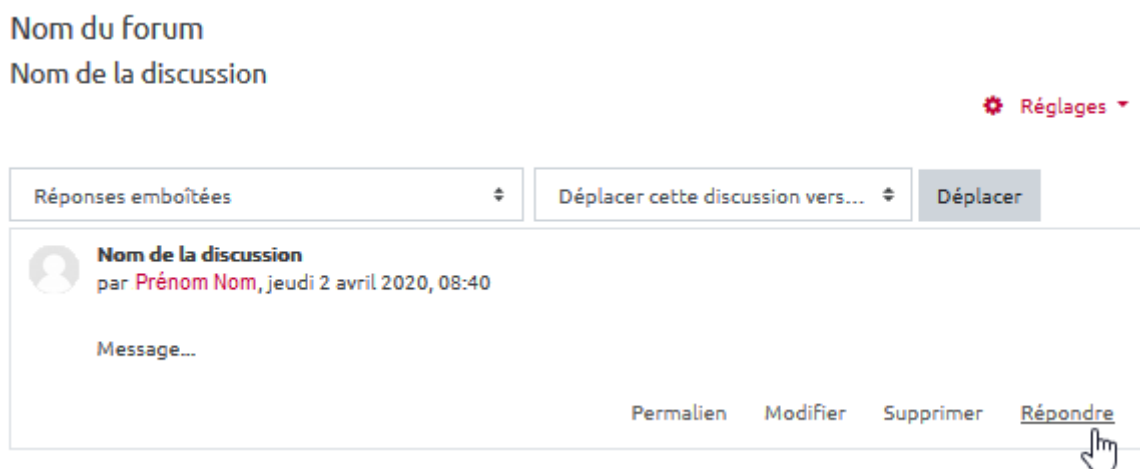 Nom du forum
Nom de la discussion
Réglages
Réponses emboîtées Déplacer cette discussion vers... Déplacer
Nom de la discussion
par Prénom Nom, jeudi 2 avril 2020, 08:40
Message...
Permalien Modifier Supprimer Répondre